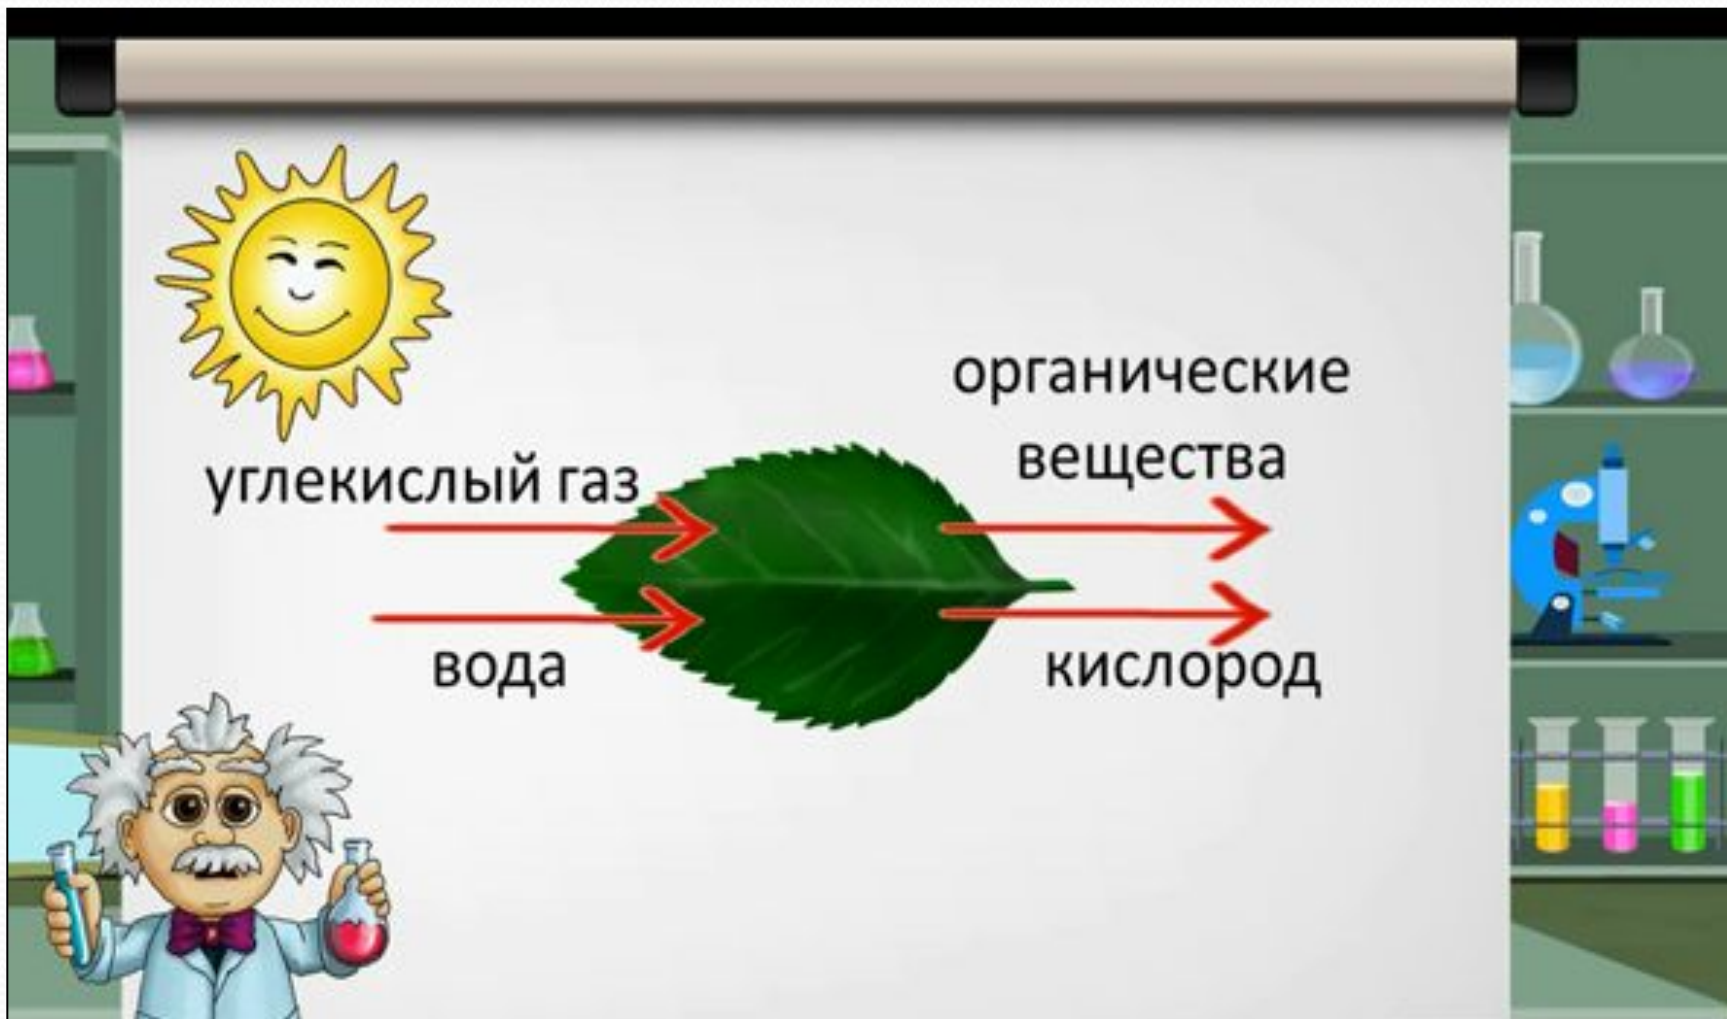 углекислый газ
вода
органические
вещества
кислород